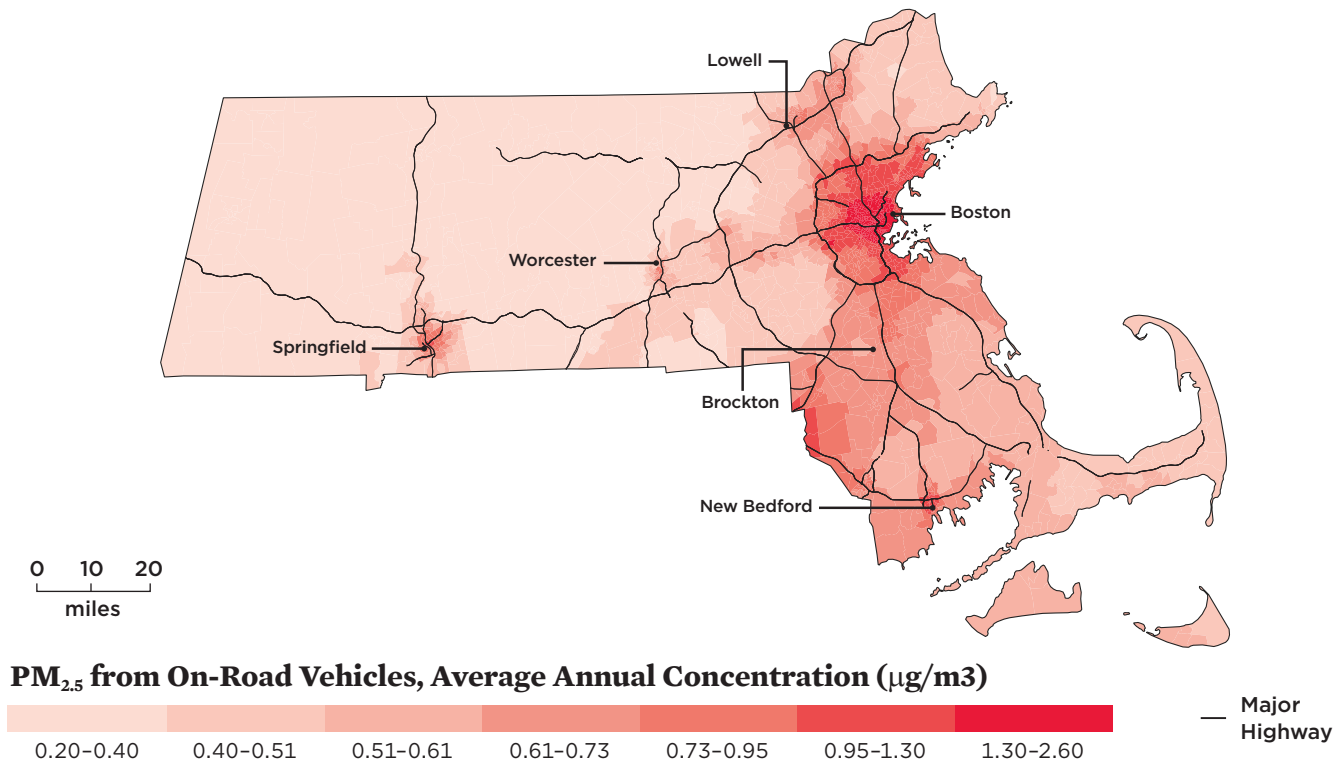 Lowell
Boston
Worcester
Springfield
Brockton
New Bedford
0 10 20
miles
PM2.5 from On-Road Vehicles, Average Annual Concentration (μg/m3)
0.20–0.40 0.40–0.51 0.51–0.61 0.61–0.73 0.73–0.95 0.95–1.30 1.30–2.60
Major
Highway